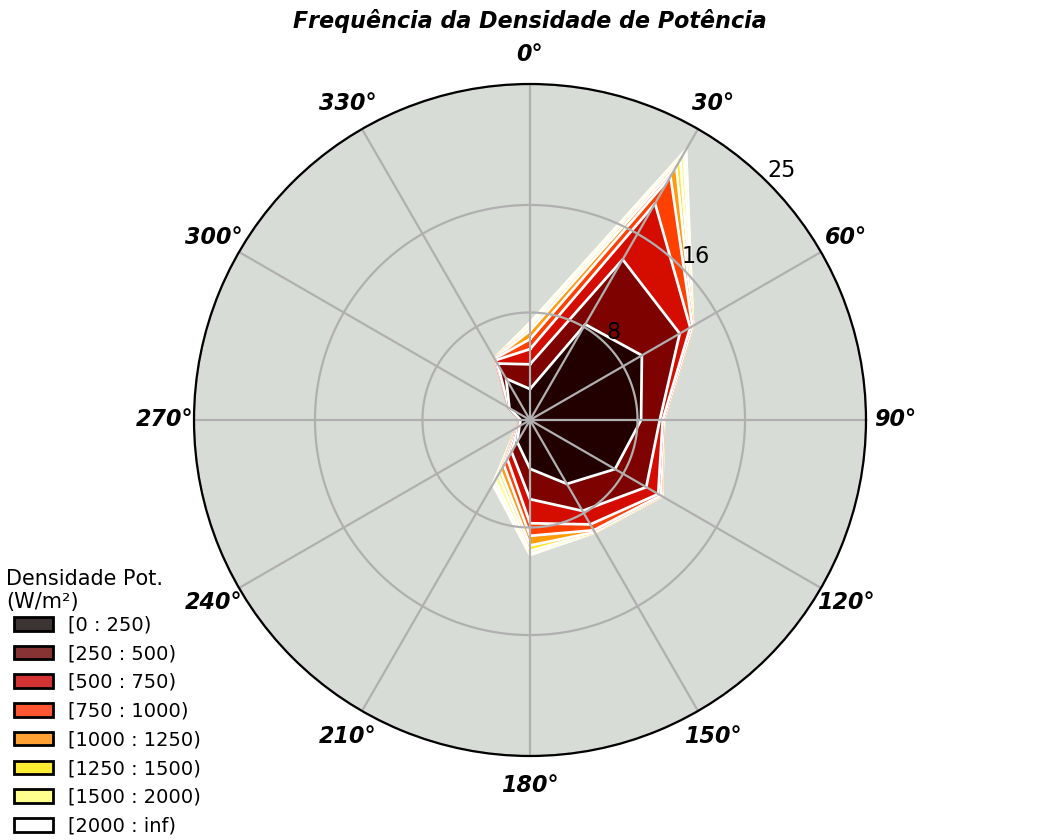 Frequência da Densidade de Potência
0°
30°
60°
90°
120°
150°
180°
210°
240°
270°
300°
330°
8
16
25
Densidade Pot.
(W/m²)
[0 : 250)
[250 : 500)
[500 : 750)
[750 : 1000)
[1000 : 1250)
[1250 : 1500)
[1500 : 2000)
[2000 : inf)